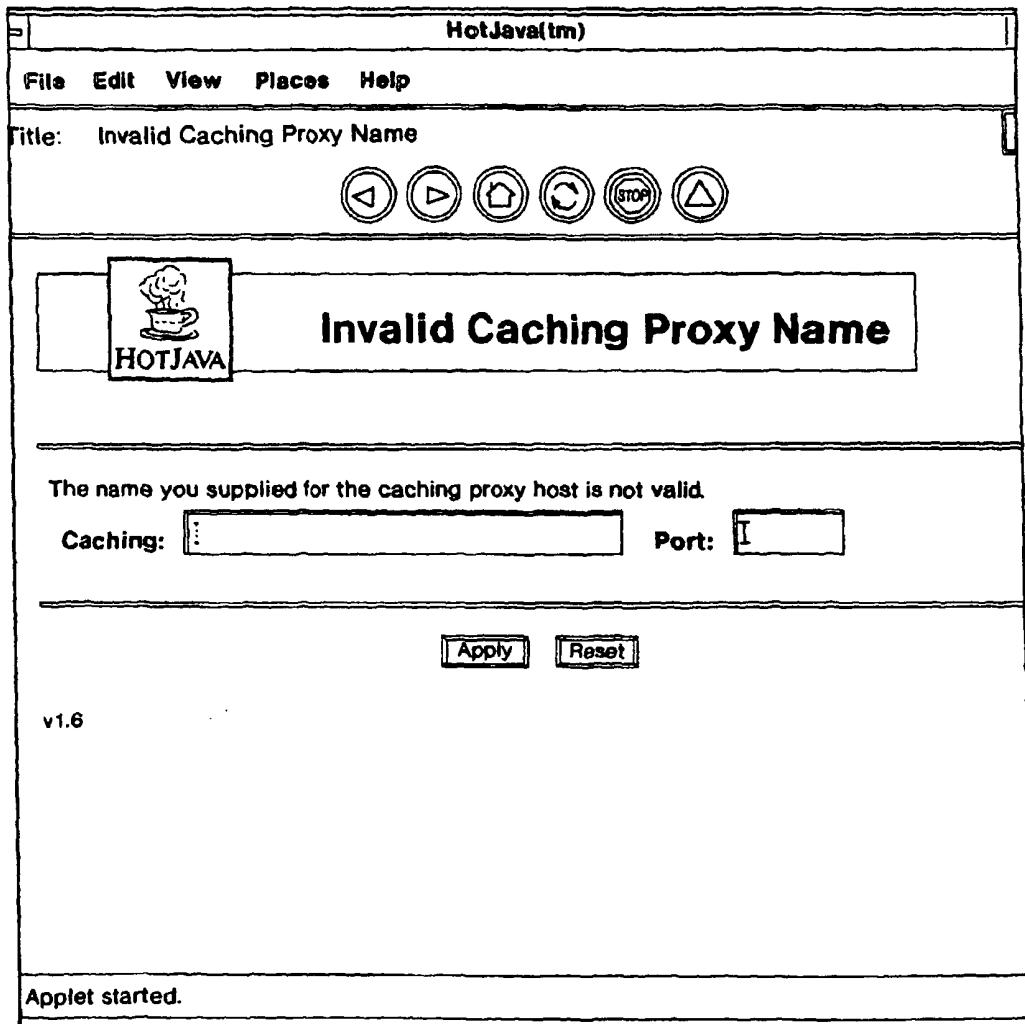 HotJava(tm)
File Edit View Places Help
Title: Invalid Caching Proxy Name
STOP
HOTJAVA
Invalid Caching Proxy Name
The name you supplied for the caching proxy host is not valid.
Caching: Port:
Apply Reset
v1.6
Applet started.